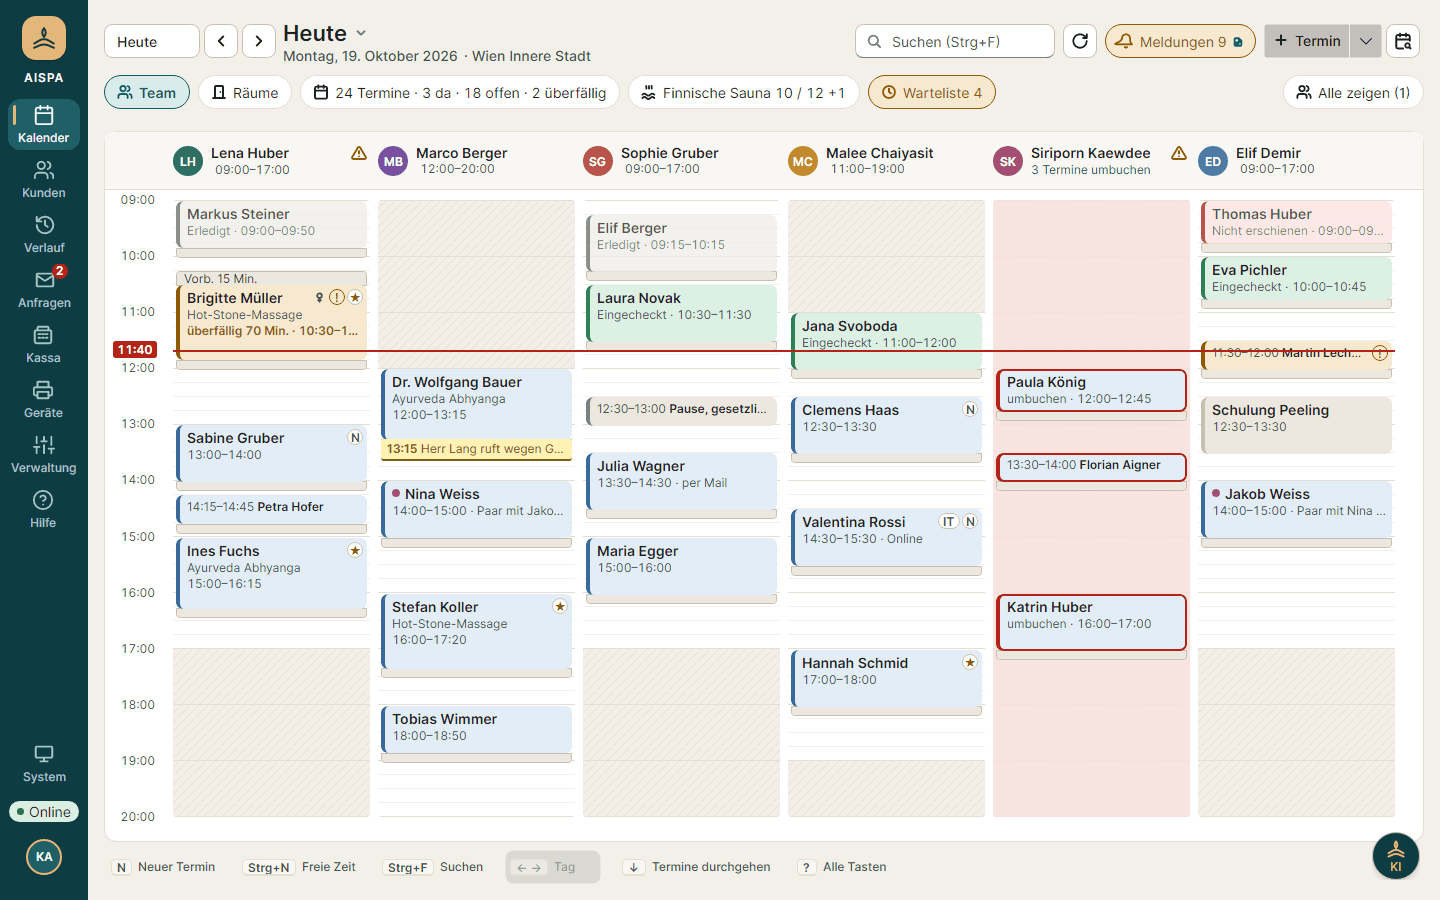 AISPA
Kalender
Kunden
Verlauf
2
Anfragen
Kassa
Geräte
Verwaltung
Hilfe
System
Online
KA
Heute
Heute
Montag, 19. Oktober 2026 · Wien Innere Stadt
Suchen (Strg+F)
Meldungen 9
+ Termin
Team
Räume
24 Termine · 3 da · 18 offen · 2 überfällig
Finnische Sauna 10 / 12 +1
Warteliste 4
Alle zeigen (1)
LH
Lena Huber
09:00–17:00
MB
Marco Berger
12:00–20:00
SG
Sophie Gruber
09:00–17:00
MC
Malee Chaiyasit
11:00–19:00
SK
Siriporn Kaewdee
3 Termine umbuchen
ED
Elif Demir
09:00–17:00
09:00
10:00
11:00
11:40
12:00
13:00
14:00
15:00
16:00
17:00
18:00
19:00
20:00
Markus Steiner
Erledigt · 09:00–09:50
Vorb. 15 Min.
Brigitte Müller
Hot-Stone-Massage
überfällig 70 Min. · 10:30–1...
Sabine Gruber
N
13:00–14:00
14:15–14:45 Petra Hofer
Ines Fuchs
Ayurveda Abhyanga
15:00–16:15
Dr. Wolfgang Bauer
Ayurveda Abhyanga
12:00–13:15
13:15 Herr Lang ruft wegen G...
Nina Weiss
14:00–15:00 · Paar mit Jako...
Stefan Koller
Hot-Stone-Massage
16:00–17:20
Tobias Wimmer
18:00–18:50
Elif Berger
Erledigt · 09:15–10:15
Laura Novak
Eingecheckt · 10:30–11:30
12:30–13:00 Pause, gesetzli...
Julia Wagner
13:30–14:30 · per Mail
Maria Egger
15:00–16:00
Jana Svoboda
Eingecheckt · 11:00–12:00
Clemens Haas
N
12:30–13:30
Valentina Rossi
IT
N
14:30–15:30 · Online
Hannah Schmid
17:00–18:00
Paula König
umbuchen · 12:00–12:45
13:30–14:00 Florian Aigner
Katrin Huber
umbuchen · 16:00–17:00
Thomas Huber
Nicht erschienen · 09:00–09...
Eva Pichler
Eingecheckt · 10:00–10:45
11:30–12:00 Martin Lech...
Schulung Peeling
12:30–13:30
Jakob Weiss
14:00–15:00 · Paar mit Nina ...
N Neuer Termin
Strg+N Freie Zeit
Strg+F Suchen
← → Tag
↓ Termine durchgehen
? Alle Tasten
KI